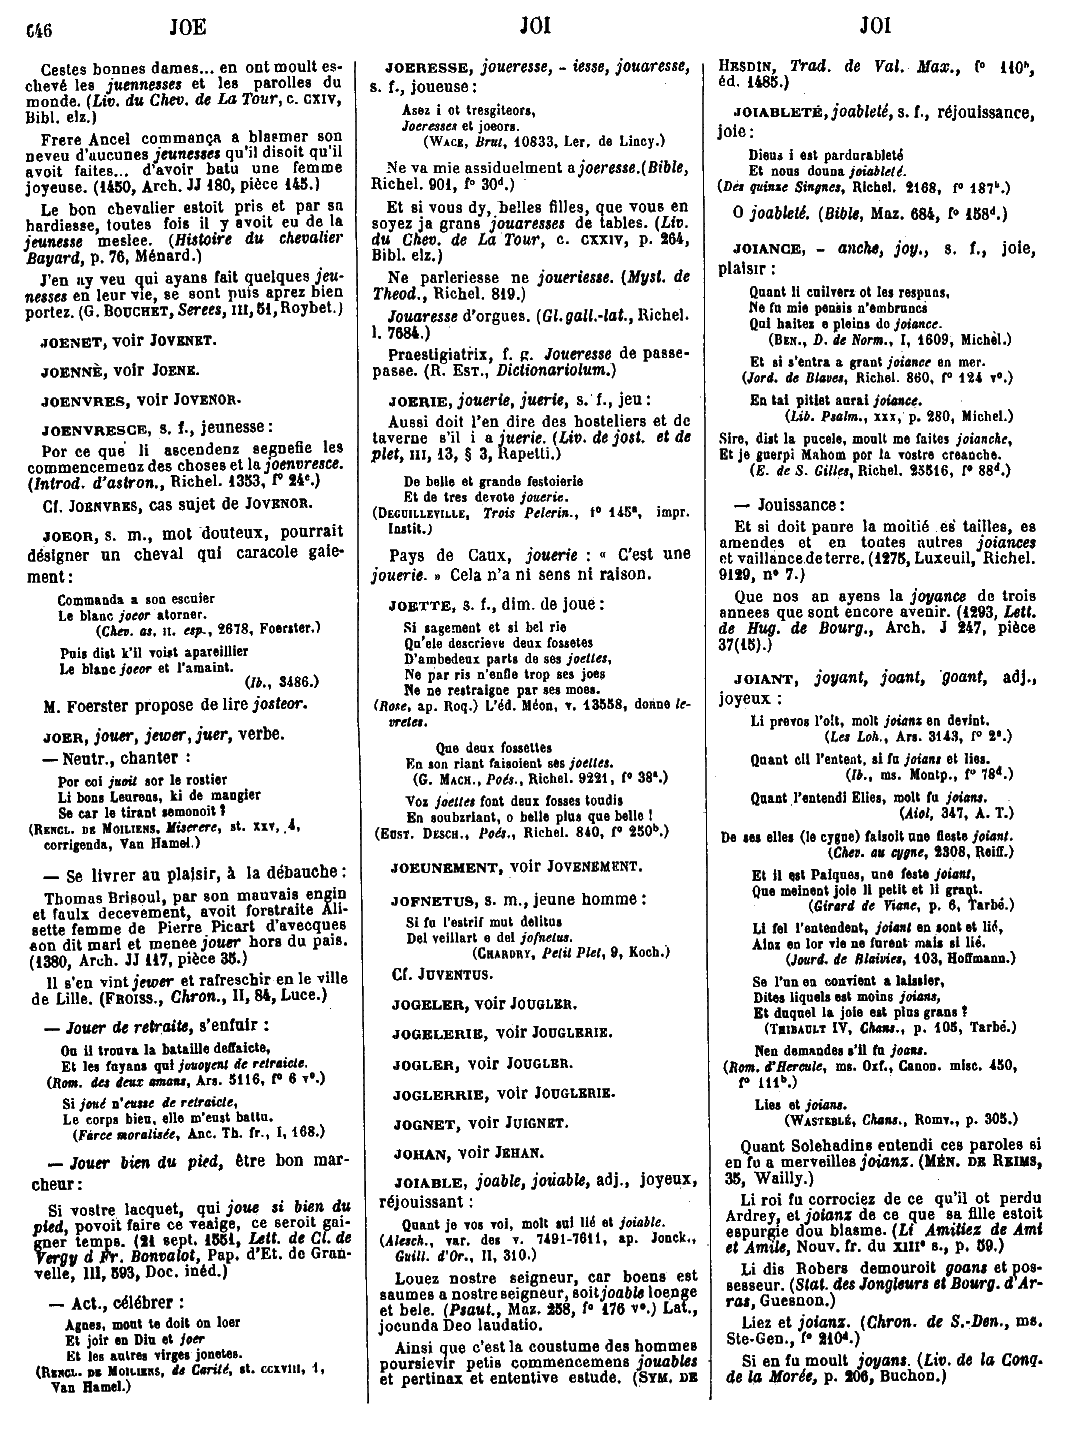 646 JOE JOI JOI
Cestes bonnes dames... en ont moult es-
chevé les juennesses et les parolles du
monde. (Liv. du Chev. de La Tour, c. CXIV,
Bibl. elz.)
Frere Ancel commança a blasmer son
neveu d'aucunes jeunesses qu'il disoit qu'il
avoit faites... d'avoir batu une femme
joyeuse. (1450, Arch. JJ 180, pièce 145.)
Le bon chevalier estoit pris et par sa
hardiesse, toutes fois il y avoit eu de la
jeunesse meslee. (Histoire du chevalier
Bayard, p. 76, Ménard.)
J'en ay veu qui ayans fait quelques jeu-
nesses en leur vie, se sont puis aprez bien
portez. (G. BOUCHET, Serees, III, 51, Roybet.)
JOENET, voir JOVENET.
JOENNÈ, voir JOENE.
JOENVRES, voir JOVENOR.
JOENVRESCE, s. f., jeunesse :
Por ce que li ascendenz segnefie les
commencemenz des choses et la joenvresce.
(Introd. d'astron., Richel. 1353, f° 24c.)
Cf. JOENVRES, cas sujet de JOVENOR.
JOEOR, s. m., mot douteux, pourrait
désigner un cheval qui caracole gaie-
ment :
Commanda a son escuier
Le blanc joeor atorner.
(Chev. as. II. esp., 2678, Foerster.)
Puis dist k'il voist apareillier
Le blanc joeor et l'amaint.
(Ib., 3486.)
M. Foerster propose de lire josteor.
JOER, jouer, jewer, juer, verbe.
— Neutr., chanter :
Por coi juoit sor le rostier
Li bons Leurens, ki de mangier
Se car le tirant semonoit ?
(RENCL. DE MOILIENS, Miserere, st. XXV, 4,
corrigenda, Van Hamel.)
— Se livrer au plaisir, à la débauche :
Thomas Brisoul, par son mauvais engin
et faulx decevement, avoit forstraite Ali-
sette femme de Pierre Picart d'avecques
son dit mari et menee jouer hors du pais.
(1380, Arch. JJ 117, pièce 35.)
Il s'en vint jewer et rafreschir en le ville
de Lille. (FROISS., Chron., II, 84, Luce.)
— Jouer de retraite, s'enfuir :
Ou il trouva la bataille deffaicte,
Et les fuyans qui jouoyent de retraicte.
(Rom. des deux amans, Ars. 5116, f° 6 v°.)
Si joué n'eusse de retraicte,
Le corps bien, elle m'eust battu.
(Farce moralisée, Anc. Th. fr., I, 168.)
— Jouer bien du pied, être bon mar-
cheur :
Si vostre lacquet, qui joue si bien du
pied, povoit faire ce veaige, ce seroit gai-
gner temps. (21 sept. 1551, Lett. de Cl. de
Vergy à Fr. Bonvalot, Pap. d'Et. de Gran-
velle, III, 593, Doc. inéd.)
— Act., célébrer :
Agnes, mout te doit on loer
Et joir en Diu et joer
Et les autres virges jonetes.
(RENCL. DE MOILIENS, de Carité, st. CCXVIII, 1,
Van Hamel.)
JOERESSE, joueresse, - iesse, jouaresse,
s. f., joueuse :
Asez i ot tresgiteors,
Joeresses et joeors.
(WACE, Brut, 10833, Ler. de Lincy.)
Ne va mie assiduelment a joeresse. (Bible,
Richel. 901, f° 30d.)
Et si vous dy, belles filles, que vous en
soyez ja grans jouaresses de tables. (Liv.
du Chev. de La Tour, c. CXXIV, p. 264,
Bibl. elz.)
Ne parleriesse ne joueriesse. (Myst. de
Theod., Richel. 819.)
Jouaresse d'orgues. (Gl. gall.-lat., Richel.
l. 7684.)
Praestigiatrix, f. g. Joueresse de passe-
passe. (R. EST., Dictionariolum.)
JOERIE, jouerie, juerie, s. f., jeu :
Aussi doit l'en dire des hosteliers et de
taverne s'il i a juerie. (Liv. de jost. et de
plet, III, 13, § 3, Rapetti.)
De belle et grande festoierie
Et de tres devote jouerie.
(DEGUILLEVILLE, Trois Pelerin., f° 145a, impr.
Instit.)
Pays de Caux, jouerie : « C'est une
jouerie. » Cela n'a ni sens ni raison.
JOETTE, s. f., dim. de joue :
Si sagement et si bel rie
Qu'ele descrieve deux fossetes
D'ambedeux parts de ses joettes,
Ne par ris n'enfle trop ses joes
Ne ne restraigne par ses moes.
(Rose, ap. Roq.) L'éd. Méon, v. 13558, donne le-
vretes.
Que deux fossettes
En son riant faisoient ses joettes.
(G. MACH., Poés., Richel. 9221, f° 38a.)
Voz joettes font deux fosses toudis
En soubzriant, o belle plus que belle !
(EUST. DESCH., Poés., Richel. 840, f° 250b.)
JOEUNEMENT, voir JOVENEMENT.
JOFNETUS, s. m., jeune homme :
Si fu l'estrif mut delitus
Del veillart e del jofnetus.
(CHARDRY, Petit Plet, 9, Koch.)
Cf. JUVENTUS.
JOGELER, voir JOUGLER.
JOGELERIE, voir JOUGLERIE.
JOGLER, voir JOUGLER.
JOGLERRIE, voir JOUGLERIE.
JOGNET, voir JUIGNET.
JOHAN, voir JEHAN.
JOIABLE, joable, jouable, adj., joyeux,
réjouissant :
Quant je vos voi, molt sui lié et joiable.
(Alesch., var. des v. 7491-7611, ap. Jonck.,
Guill. d'Or., II, 310.)
Louez nostre seigneur, car boens est
saumes a nostre seigneur, soit joable loenge
et bele. (Psaut., Maz. 258, f° 176 v°.) Lat.,
jocunda Deo laudatio.
Ainsi que c'est la coustume des hommes
poursievir petis commencemens jouables
et pertinax et ententive estude. (SYM. DE
HESDIN, Trad. de Val. Max., f° 110b,
éd. 1485.)
JOIABLETÉ, joableté, s. f., réjouissance,
joie :
Dieus i est pardurableté
Et nous douna joiableté.
(Des quinze Singnes, Richel. 2168, f° 187b.)
O joableté. (Bible, Maz. 684, f° 158d.)
JOIANCE, - anche, joy., s. f., joie,
plaisir :
Quant li cuilverz ot les respuns,
Ne fu mie pensis n'embruncs
Qui haitez e pleins do joiance.
(BEN., D. de Norm., I, 1609, Michel.)
Et si s'entra a grant joiance en mer.
(Jord. de Blaves, Richel. 860, f° 124 v°.)
En tai pitiet aurai joiance.
(Lib. Psalm., XXX, p. 280, Michel.)
Sire, dist la pucele, moult me faites joianche,
Et je guerpi Mahom por la vostre creanche.
(E. de S. Gilles, Richel. 25516, f° 88d.)
— Jouissance :
Et si doit panre la moitié es tailles, es
amendes et en toutes autres joiances
et vaillance de terre. (1275, Luxeuil, Richel.
9129, n° 7.)
Que nos an ayens la joyance de trois
annees que sont encore avenir. (1293, Lett.
de Hug. de Bourg., Arch. J 247, pièce
37(15).)
JOIANT, joyant, joant, goant, adj.,
joyeux :
Li prevos l'oït, molt joianz en devint.
(Les Loh., Ars. 3143, f° 2a.)
Quant cil l'entent, si fu joians et lies.
(Ib., ms. Montp., f° 78d.)
Quant l'entendi Elies, molt fu joians.
(Aiol, 347, A. T.)
De ses elles (le cygne) faisoit une fieste joiant.
(Chev. au cygne, 2308, Reiff.)
Et il est Palques, une feste joiant,
Que meinent joie li petit et li grant.
(Girard de Viane, p. 6, Tarbé.)
Li fel l'entendent, joiant en sont et lié,
Ainz en lor vie ne furent mais si lié.
(Jourd. de Blaivies, 103, Hoffmann.)
Se l'un en convient a laissier,
Dites liquels est moins joians,
Et duquel la joie est plus grans ?
(THIBAULT IV, Chans., p. 105, Tarbé.)
Nen demandes s'il fu joans.
(Rom. d'Hercule, ms. Oxf., Canon. misc. 450,
f° 111b.)
Lies et joians.
(WASTEBLÉ, Chans., Romv., p. 305.)
Quant Solehadins entendi ces paroles si
en fu a merveilles joianz. (MÉN. DE REIMS,
35, Wailly.)
Li roi fu corrociez de ce qu'il ot perdu
Ardrey, et joianz de ce que sa fille estoit
espurgie dou blasme. (Li Amitiez de Ami
et Amile, Nouv. fr. du XIIIe s., p. 59.)
Li dis Robers demouroit goans et pos-
sesseur. (Stat. des Jongleurs et Bourg. d'Ar-
ras, Guesnon.)
Liez et joianz. (Chron. de S.-Den., ms.
Ste-Gen., f° 210d.)
Si en fu moult joyans. (Liv. de la Conq.
de la Morée, p. 206, Buchon.)